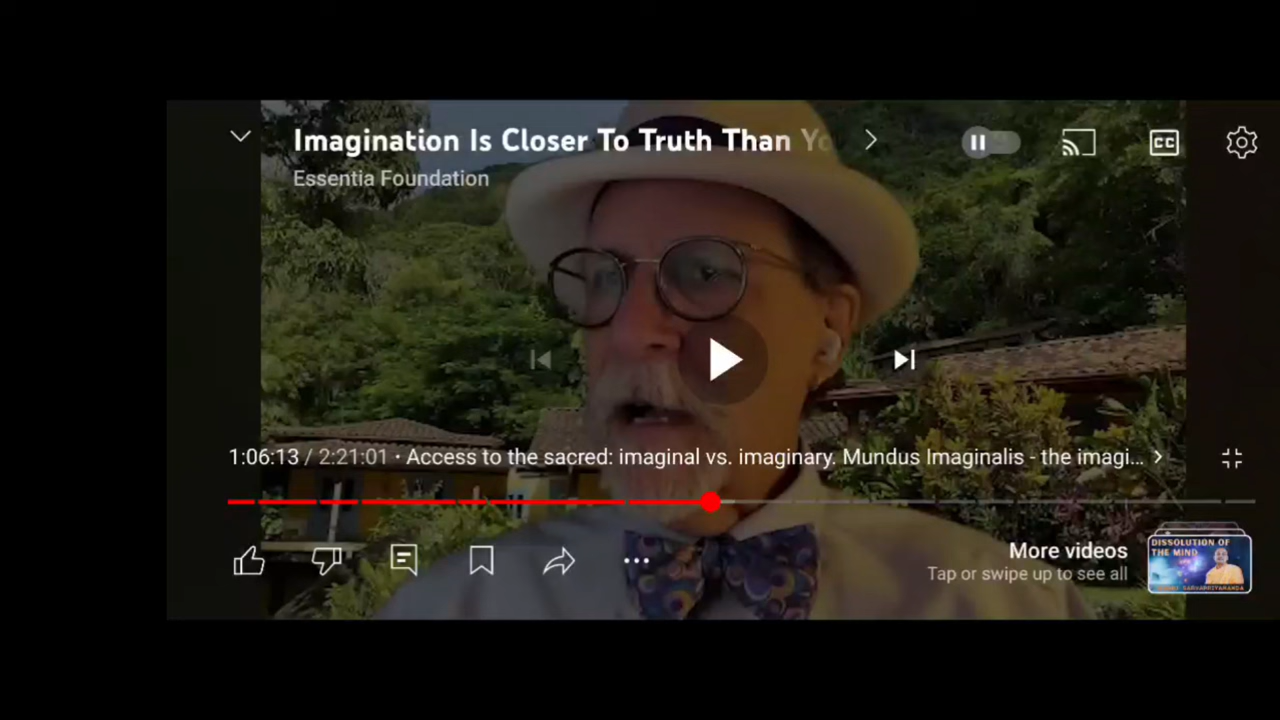 Imagination Is Closer To Truth Than Yo
Essentia Foundation
CC
1:06:13 / 2:21:01 · Access to the sacred: imaginal vs. imaginary. Mundus Imaginalis - the imagi...
More videos
Tap or swipe up to see all
DISSOLUTION OF
THE MIND
SARVAPRIYANANDA